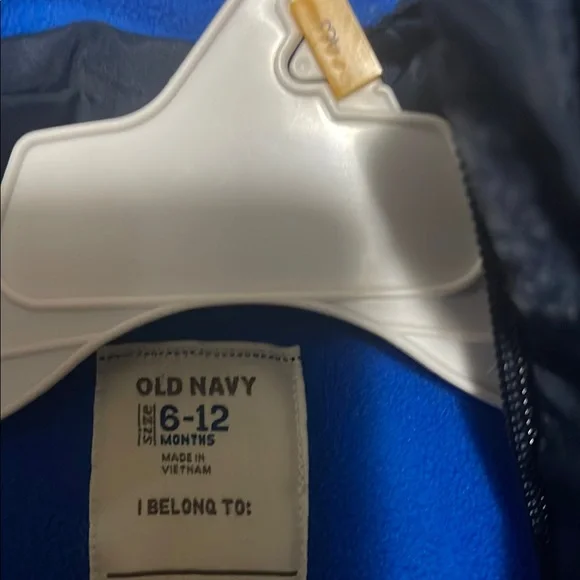 OLD NAVY
size 6-12
MONTHS
MADE IN
VIETNAM
I BELONG TO: